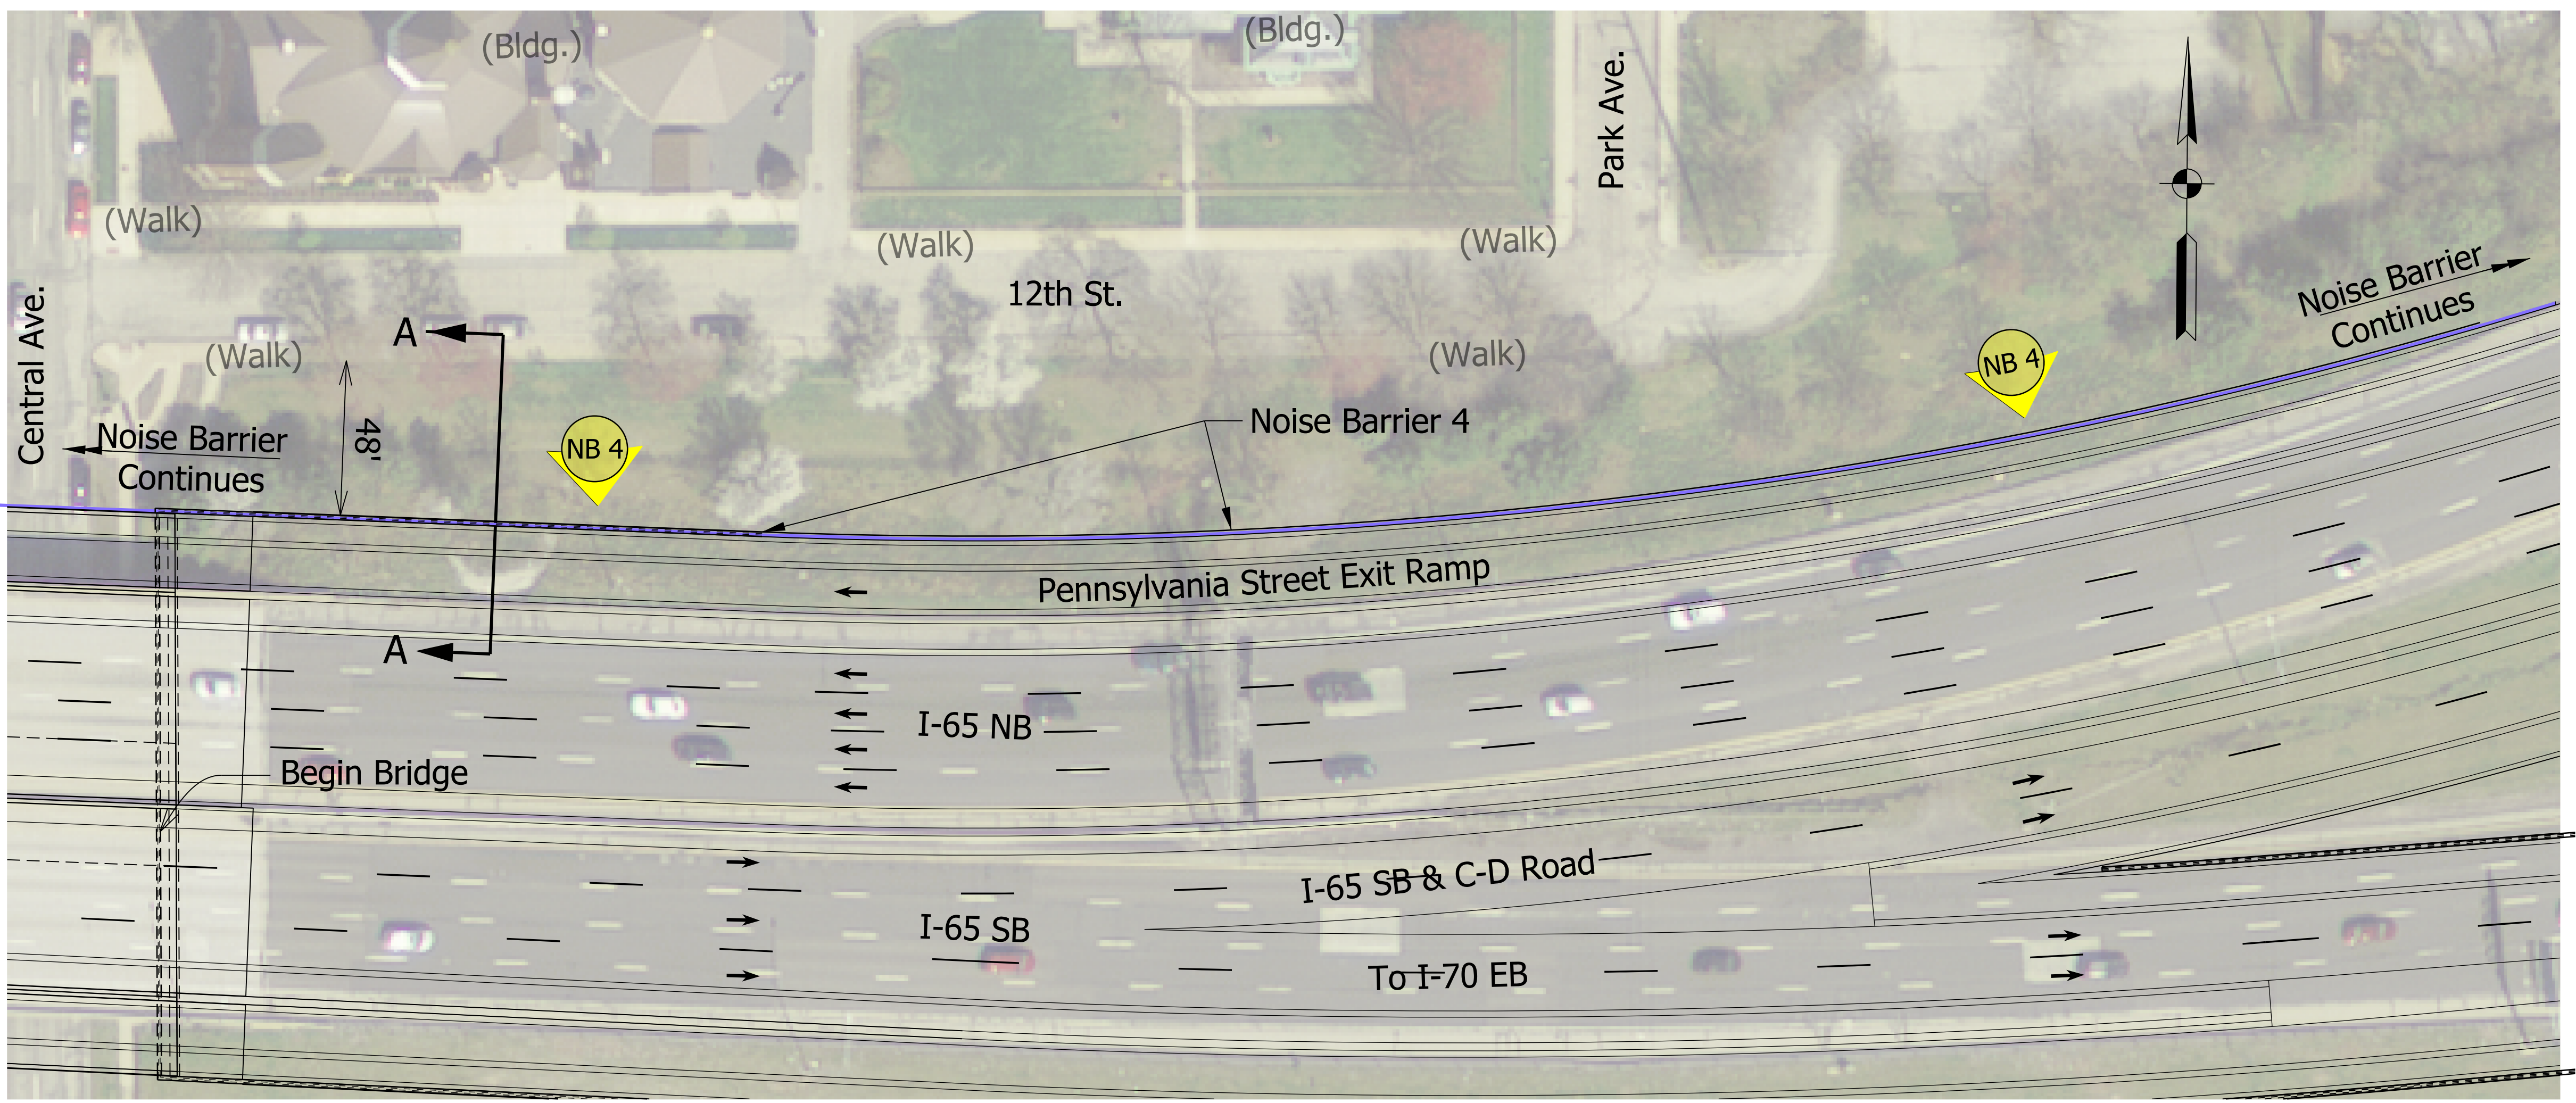 (Bldg.)
(Bldg.)
Park Ave.
(Walk)
(Walk)
(Walk)
12th St.
Noise Barrier
Continues
Central Ave.
A
(Walk)
(Walk)
NB 4
48'
Noise Barrier
Continues
NB 4
Noise Barrier 4
Pennsylvania Street Exit Ramp
A
I-65 NB
Begin Bridge
I-65 SB & C-D Road
I-65 SB
To I-70 EB